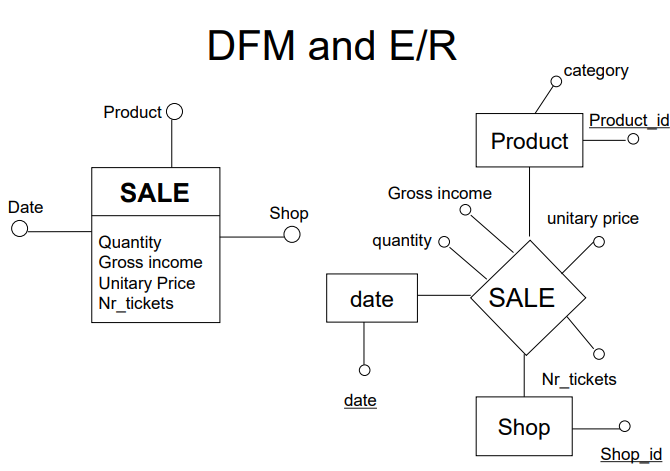 DFM and E/R
Product
Date
SALE
Shop
Quantity
Gross income
Unitary Price
Nr_tickets
category
Product_id
Product
Gross income
unitary price
quantity
date
SALE
Nr_tickets
date
Shop
Shop_id